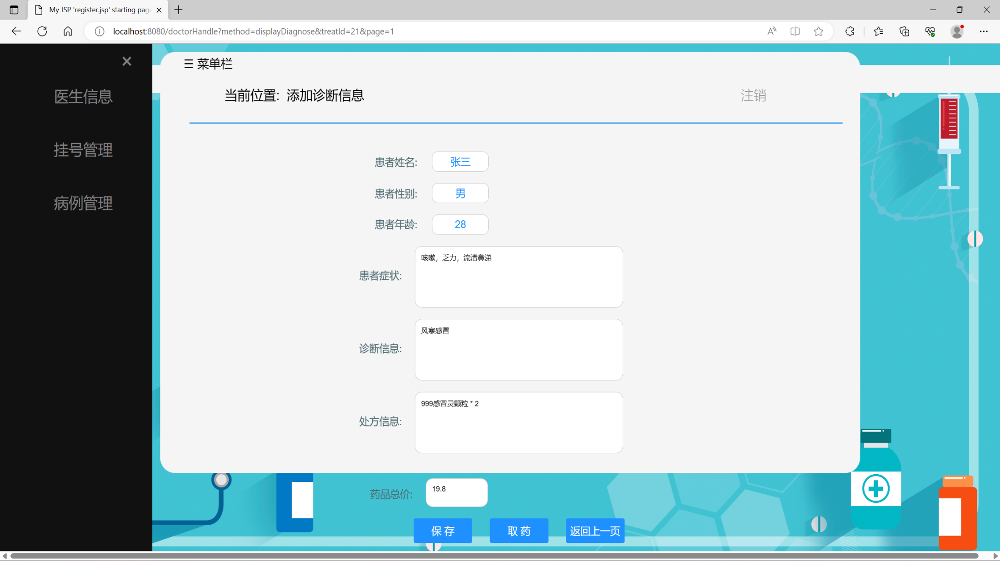 My JSP 'register.jsp' starting pag
localhost:8080/doctorHandle?method=displayDiagnose&treatId=21&page=1
×
医生信息
挂号管理
病例管理
☰ 菜单栏
当前位置: 添加诊断信息
注销
患者姓名: 张三
患者性别: 男
患者年龄: 28
患者症状: 咳嗽，乏力，流清鼻涕
诊断信息: 风寒感冒
处方信息: 999感冒灵颗粒 * 2
药品总价: 19.8
保 存 取 药 返回上一页